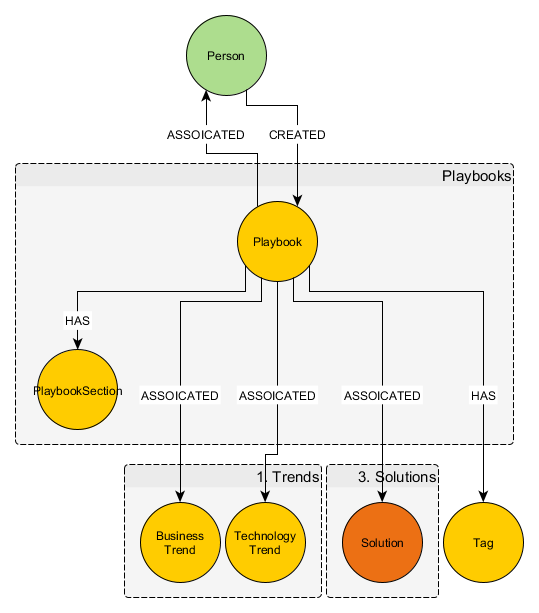 Person
ASSOICATED
CREATED
Playbooks
Playbook
HAS
PlaybookSection
ASSOICATED
ASSOICATED
ASSOICATED
HAS
1. Trends
3. Solutions
Business
Trend
Technology
Trend
Solution
Tag